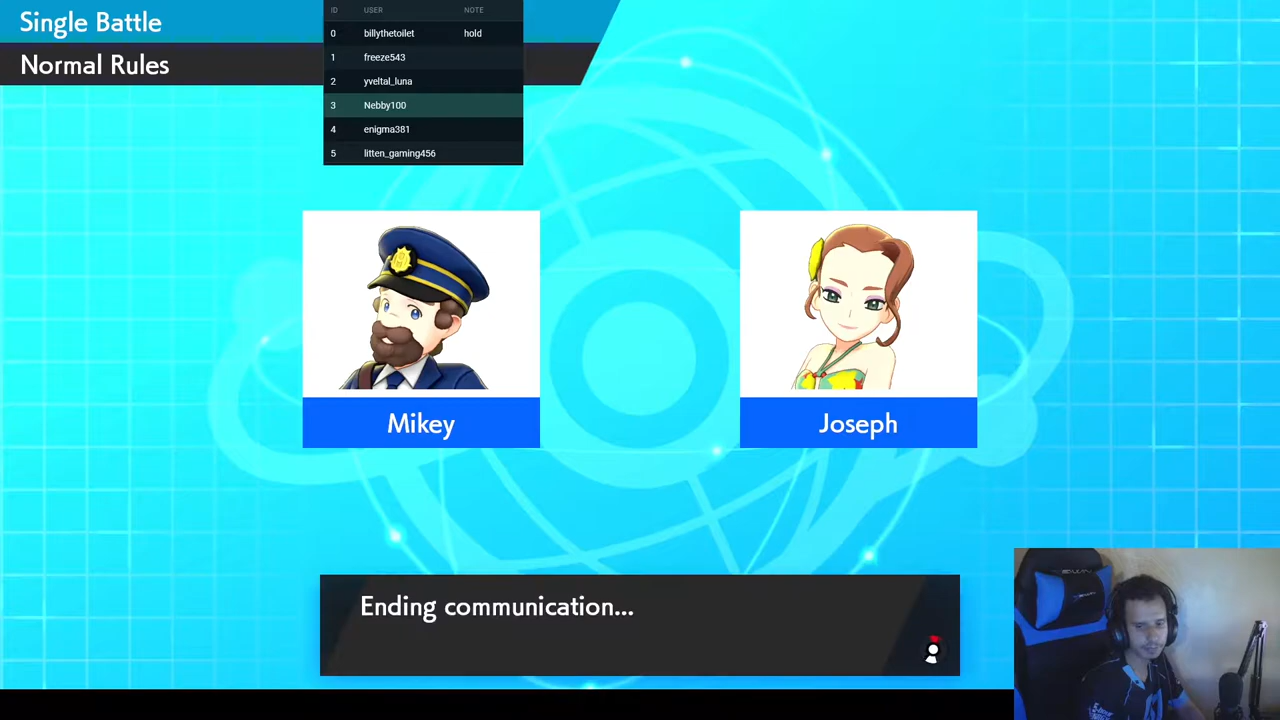 Single Battle
Normal Rules
ID USER NOTE
0 billythetoilet hold
1 freeze543
2 yveltal_luna
3 Nebby100
4 enigma381
5 litten_gaming456
Mikey
Joseph
Ending communication...